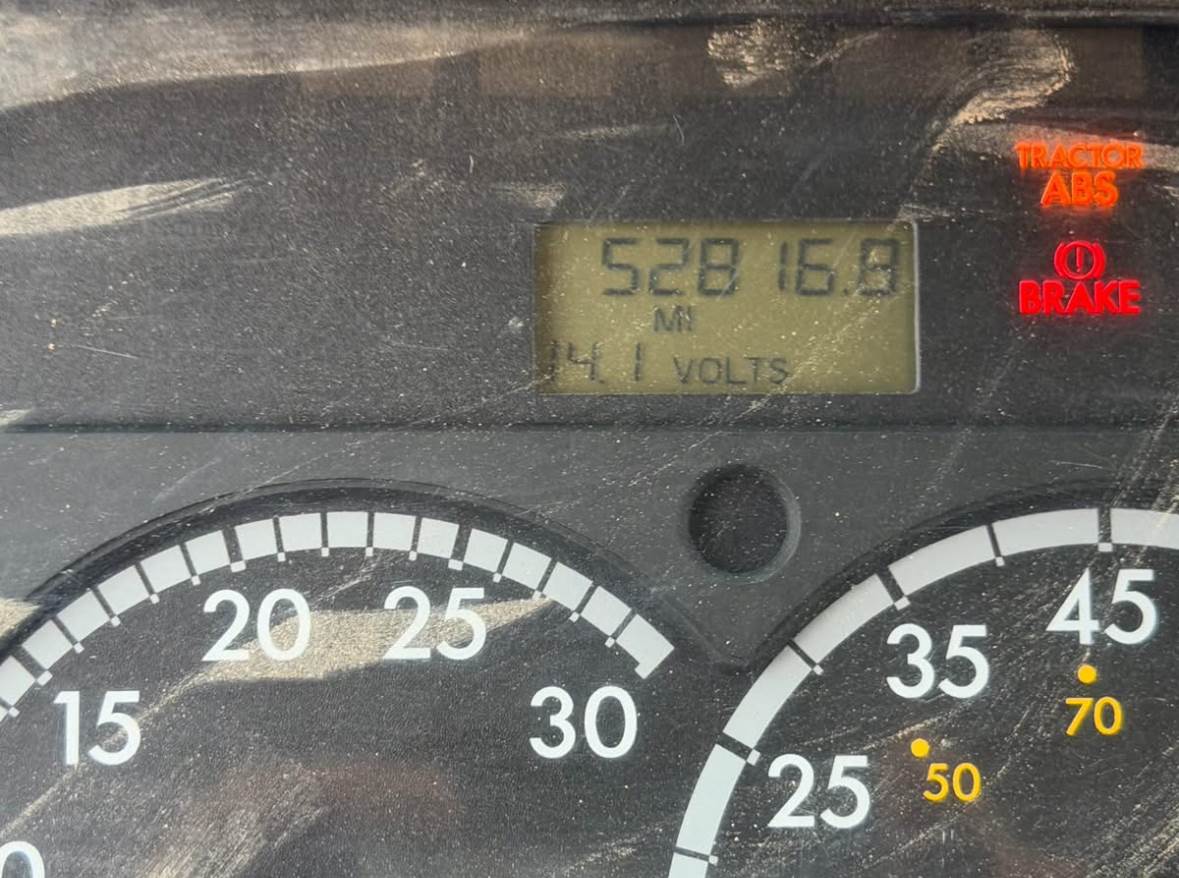 TRACTOR
ABS
52816.8
BRAKE
MI
14.1 VOLTS
20 25
45
35
15 30
70
25 50